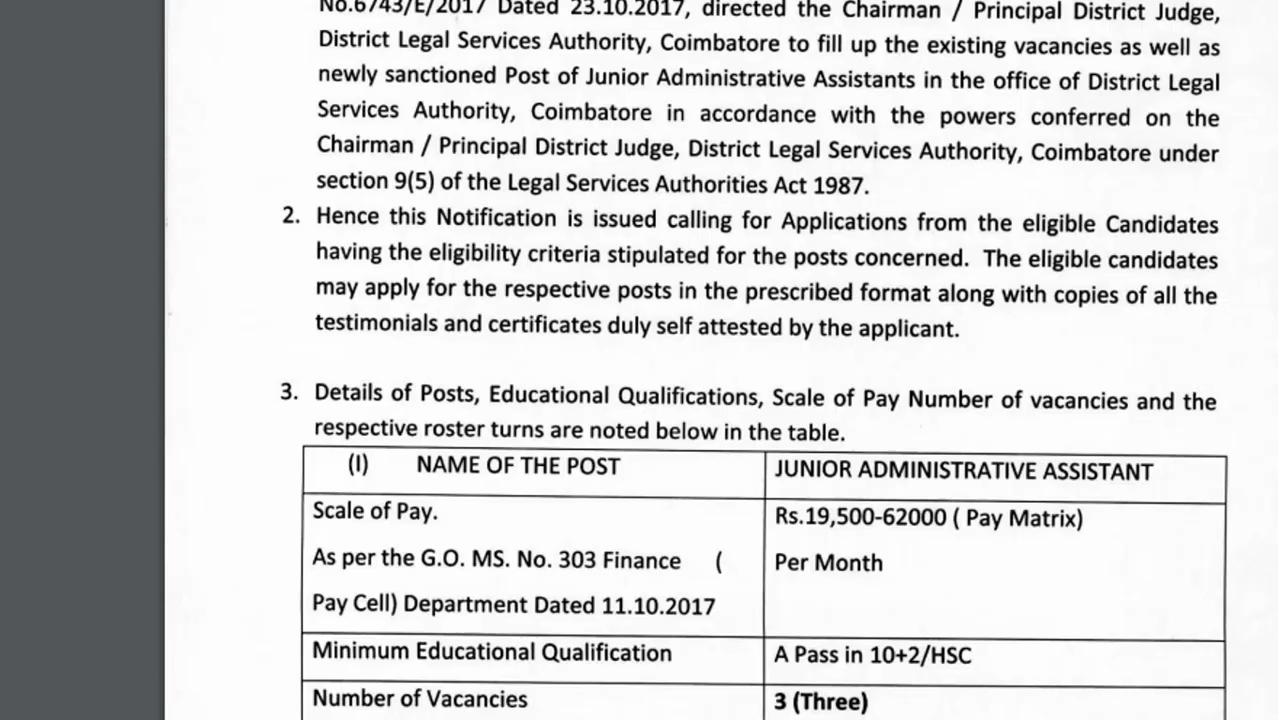 No.6743/E/2017 Dated 23.10.2017, directed the Chairman / Principal District Judge,
District Legal Services Authority, Coimbatore to fill up the existing vacancies as well as
newly sanctioned Post of Junior Administrative Assistants in the office of District Legal
Services Authority, Coimbatore in accordance with the powers conferred on the
Chairman / Principal District Judge, District Legal Services Authority, Coimbatore under
section 9(5) of the Legal Services Authorities Act 1987.
2. Hence this Notification is issued calling for Applications from the eligible Candidates
having the eligibility criteria stipulated for the posts concerned. The eligible candidates
may apply for the respective posts in the prescribed format along with copies of all the
testimonials and certificates duly self attested by the applicant.
3. Details of Posts, Educational Qualifications, Scale of Pay Number of vacancies and the
respective roster turns are noted below in the table.
(I) NAME OF THE POST
JUNIOR ADMINISTRATIVE ASSISTANT
Scale of Pay.
As per the G.O. MS. No. 303 Finance (
Pay Cell) Department Dated 11.10.2017
Rs.19,500-62000 ( Pay Matrix)
Per Month
Minimum Educational Qualification
A Pass in 10+2/HSC
Number of Vacancies
3 (Three)